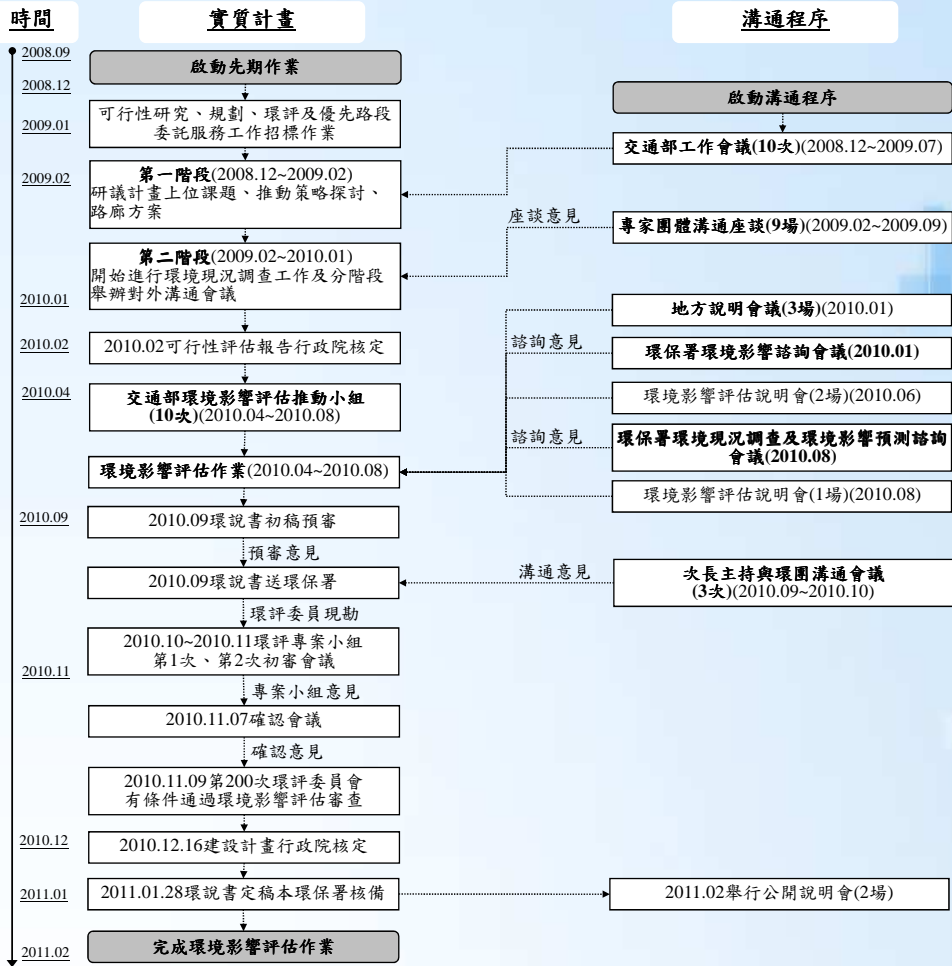 時間
實質計畫
溝通程序
2008.09
啟動先期作業
2008.12
啟動溝通程序
可行性研究、規劃、環評及優先路段
委託服務工作招標作業
2009.01
交通部工作會議(10次)(2008.12~2009.07)
2009.02
第一階段(2008.12~2009.02)
研議計畫上位課題、推動策略探討、
路廊方案
座談意見
專家團體溝通座談(9場)(2009.02~2009.09)
第二階段(2009.02~2010.01)
開始進行環境現況調查工作及分階段
舉辦對外溝通會議
2010.01
地方說明會議(3場)(2010.01)
2010.02
2010.02可行性評估報告行政院核定
諮詢意見
環保署環境影響諮詢會議(2010.01)
2010.04
交通部環境影響評估推動小組
(10次)(2010.04~2010.08)
環境影響評估說明會(2場)(2010.06)
諮詢意見
環保署環境現況調查及環境影響預測諮詢
會議(2010.08)
環境影響評估作業(2010.04~2010.08)
環境影響評估說明會(1場)(2010.08)
2010.09
2010.09環說書初稿預審
預審意見
2010.09環說書送環保署
溝通意見
次長主持與環團溝通會議
(3次)(2010.09~2010.10)
環評委員現勘
2010.10~2010.11環評專案小組
第1次、第2次初審會議
2010.11
專案小組意見
2010.11.07確認會議
確認意見
2010.11.09第200次環評委員會
有條件通過環境影響評估審查
2010.12
2010.12.16建設計畫行政院核定
2011.01
2011.01.28環說書定稿本環保署核備
2011.02舉行公開說明會(2場)
2011.02
完成環境影響評估作業